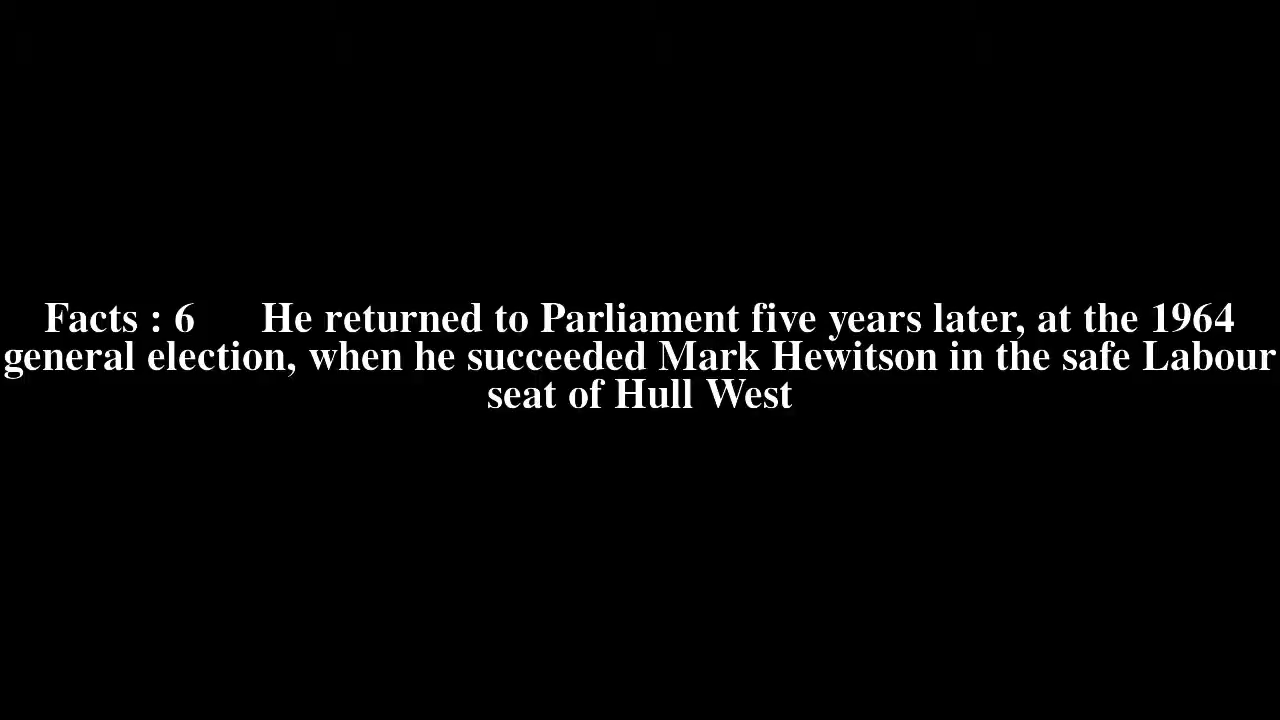 Facts : 6 He returned to Parliament five years later, at the 1964
general election, when he succeeded Mark Hewitson in the safe Labour
seat of Hull West